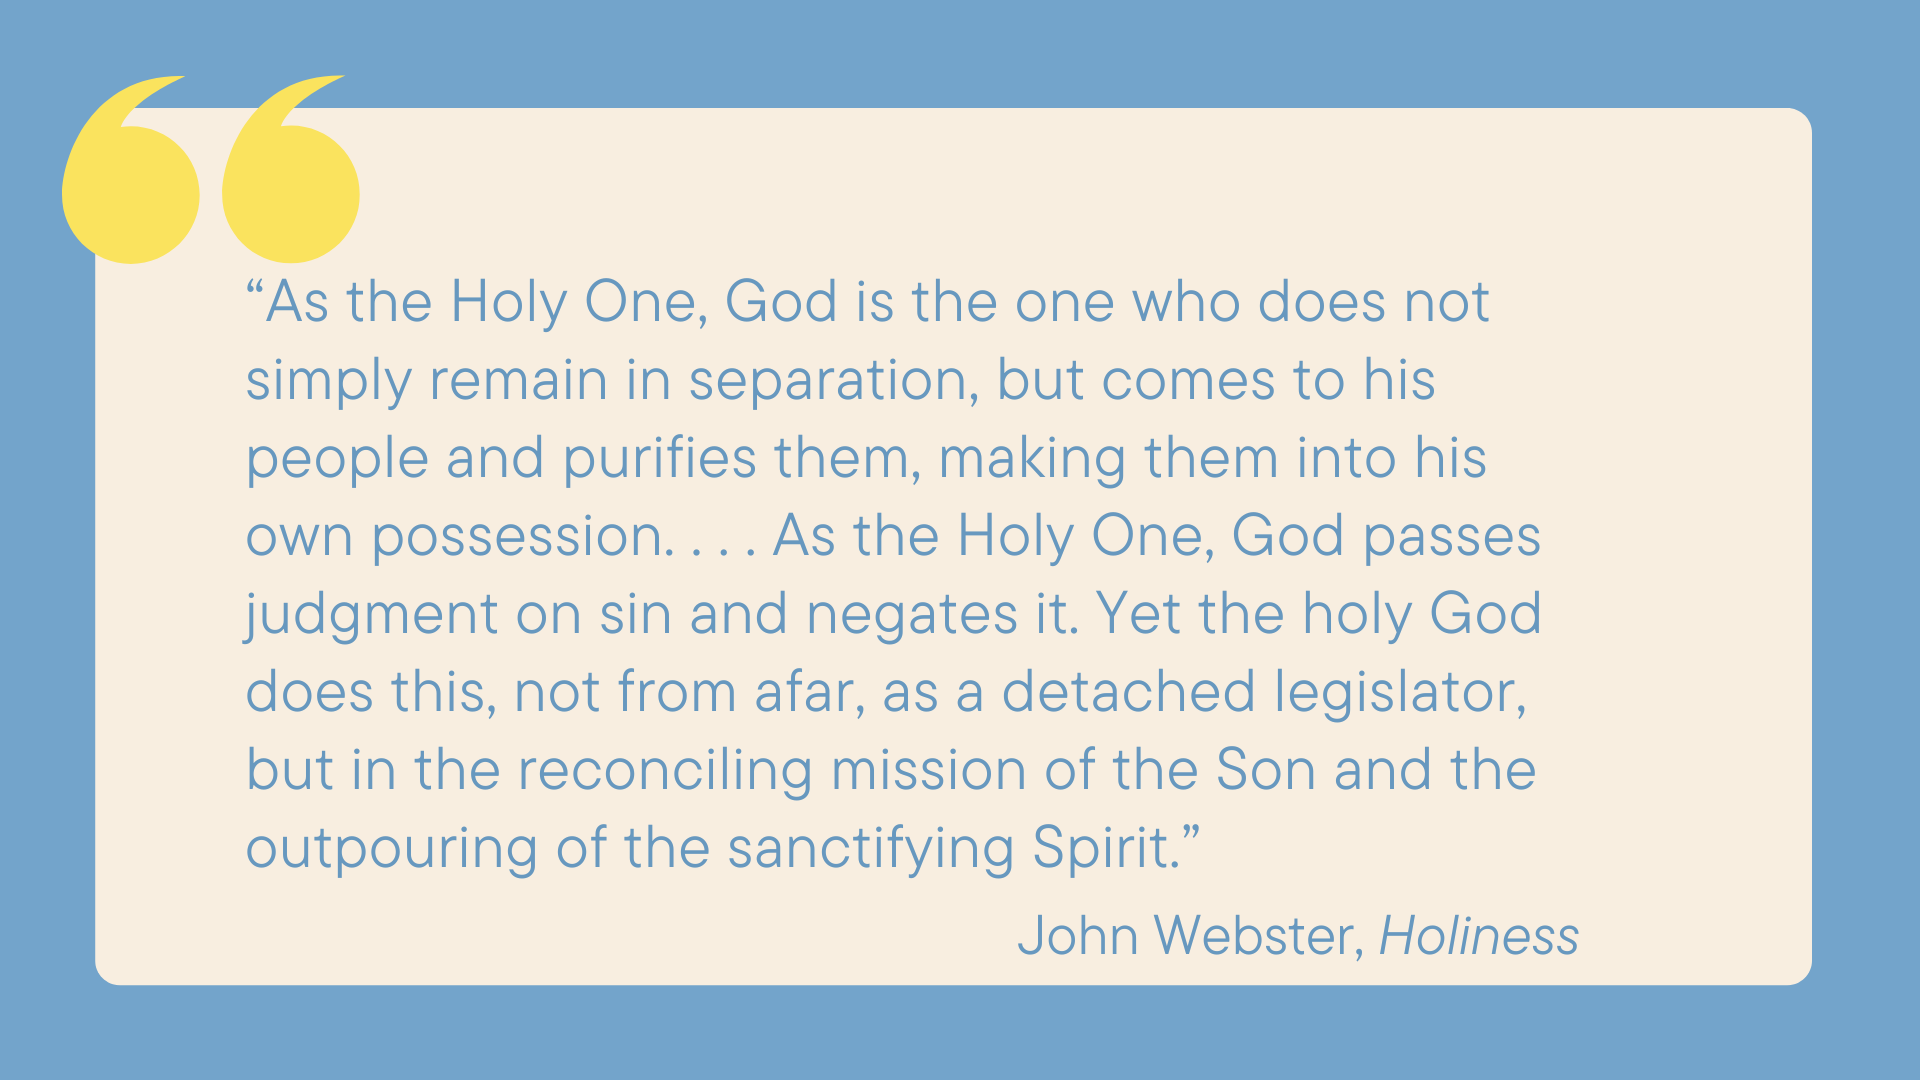 “As the Holy One, God is the one who does not
simply remain in separation, but comes to his
people and purifies them, making them into his
own possession. . . . As the Holy One, God passes
judgment on sin and negates it. Yet the holy God
does this, not from afar, as a detached legislator,
but in the reconciling mission of the Son and the
outpouring of the sanctifying Spirit.”
John Webster, Holiness